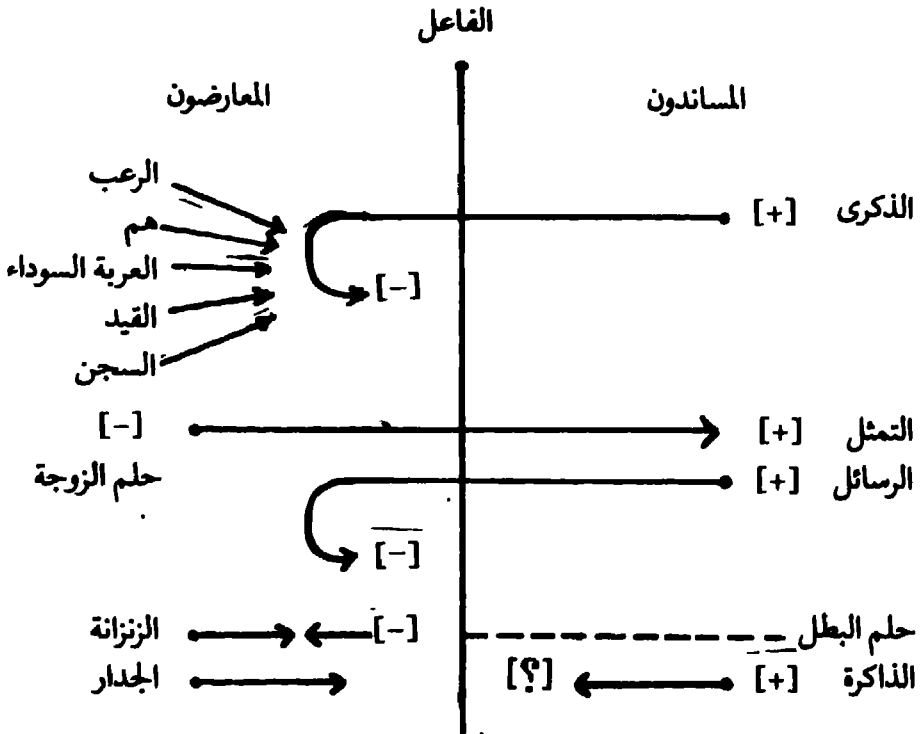 الفاعل
المساندون المعارضون
الرعب
الذكرى [+] هم
العربة السوداء
[-]
القيد
السجن
التمثل [+] [-]
الرسائل [+] حلم الزوجة
[-]
حلم البطل [-] الزنزانة
الذاكرة [+] [؟] الجدار